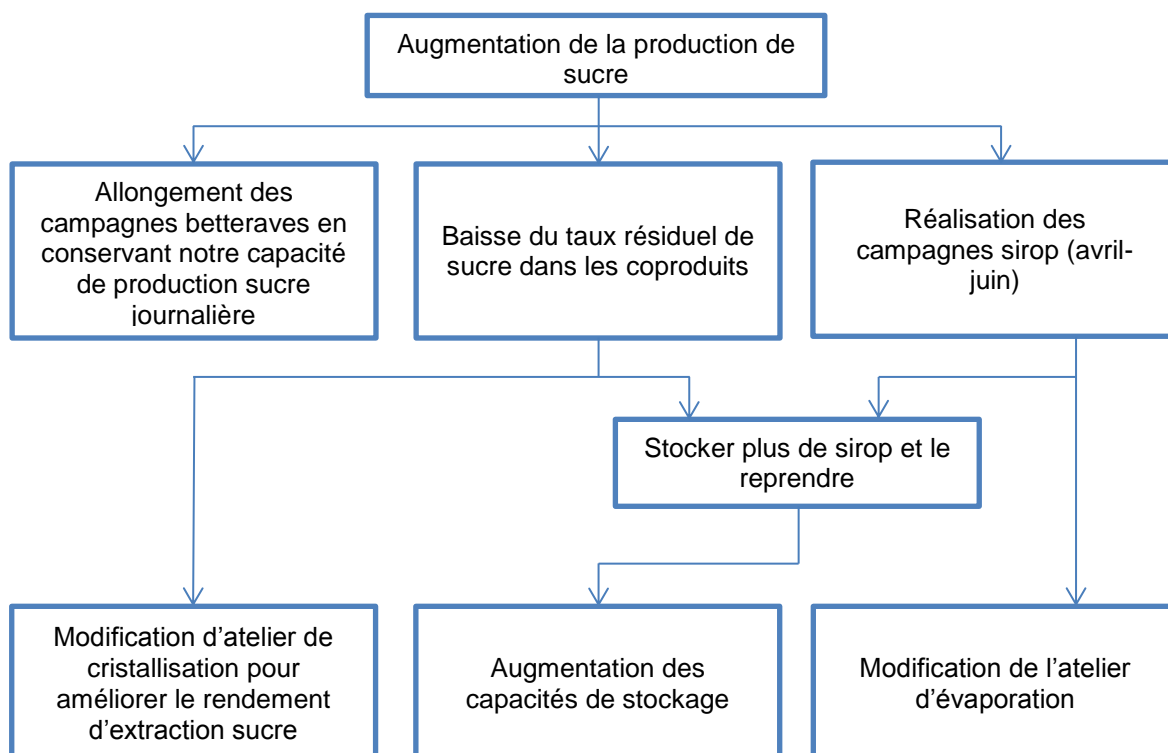 Augmentation de la production de
sucre
Allongement des
campagnes betteraves en
conservant notre capacité
de production sucre
journalière
Baisse du taux résiduel de
sucre dans les coproduits
Réalisation des
campagnes sirop (avril-
juin)
Stocker plus de sirop et le
reprendre
Modification d’atelier de
cristallisation pour
améliorer le rendement
d’extraction sucre
Augmentation des
capacités de stockage
Modification de l’atelier
d’évaporation